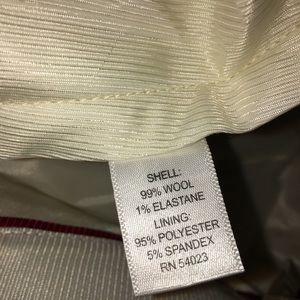 SHELL:
99% WOOL
1% ELASTANE
LINING:
95% POLYESTER
5% SPANDEX
RN 54023